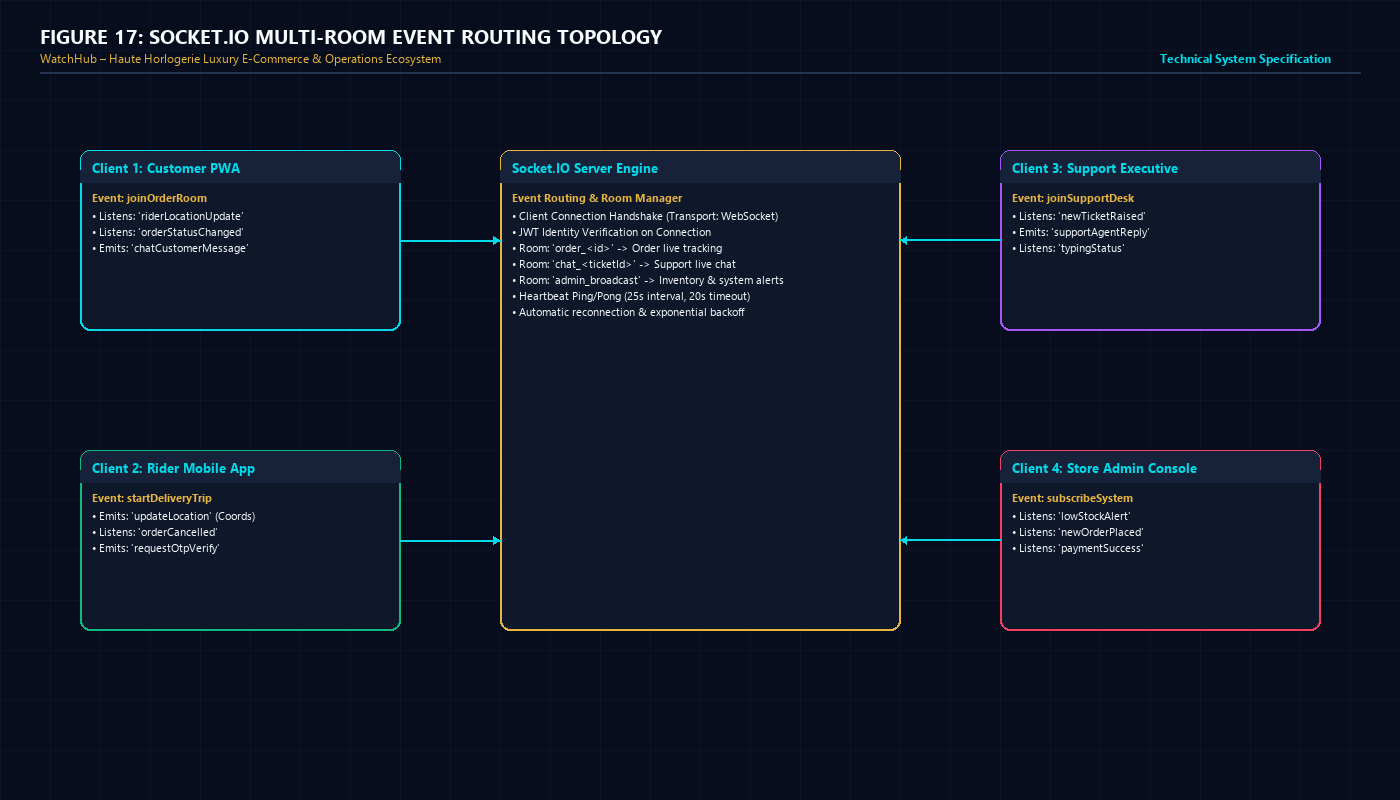 FIGURE 17: SOCKET.IO MULTI-ROOM EVENT ROUTING TOPOLOGY
WatchHub – Haute Horlogerie Luxury E-Commerce & Operations Ecosystem
Technical System Specification
Client 1: Customer PWA
Event: joinOrderRoom
• Listens: 'riderLocationUpdate'
• Listens: 'orderStatusChanged'
• Emits: 'chatCustomerMessage'
Socket.IO Server Engine
Event Routing & Room Manager
• Client Connection Handshake (Transport: WebSocket)
• JWT Identity Verification on Connection
• Room: 'order_<id>' -> Order live tracking
• Room: 'chat_<ticketId>' -> Support live chat
• Room: 'admin_broadcast' -> Inventory & system alerts
• Heartbeat Ping/Pong (25s interval, 20s timeout)
• Automatic reconnection & exponential backoff
Client 3: Support Executive
Event: joinSupportDesk
• Listens: 'newTicketRaised'
• Emits: 'supportAgentReply'
• Listens: 'typingStatus'
Client 2: Rider Mobile App
Event: startDeliveryTrip
• Emits: 'updateLocation' (Coords)
• Listens: 'orderCancelled'
• Emits: 'requestOtpVerify'
Client 4: Store Admin Console
Event: subscribeSystem
• Listens: 'lowStockAlert'
• Listens: 'newOrderPlaced'
• Listens: 'paymentSuccess'